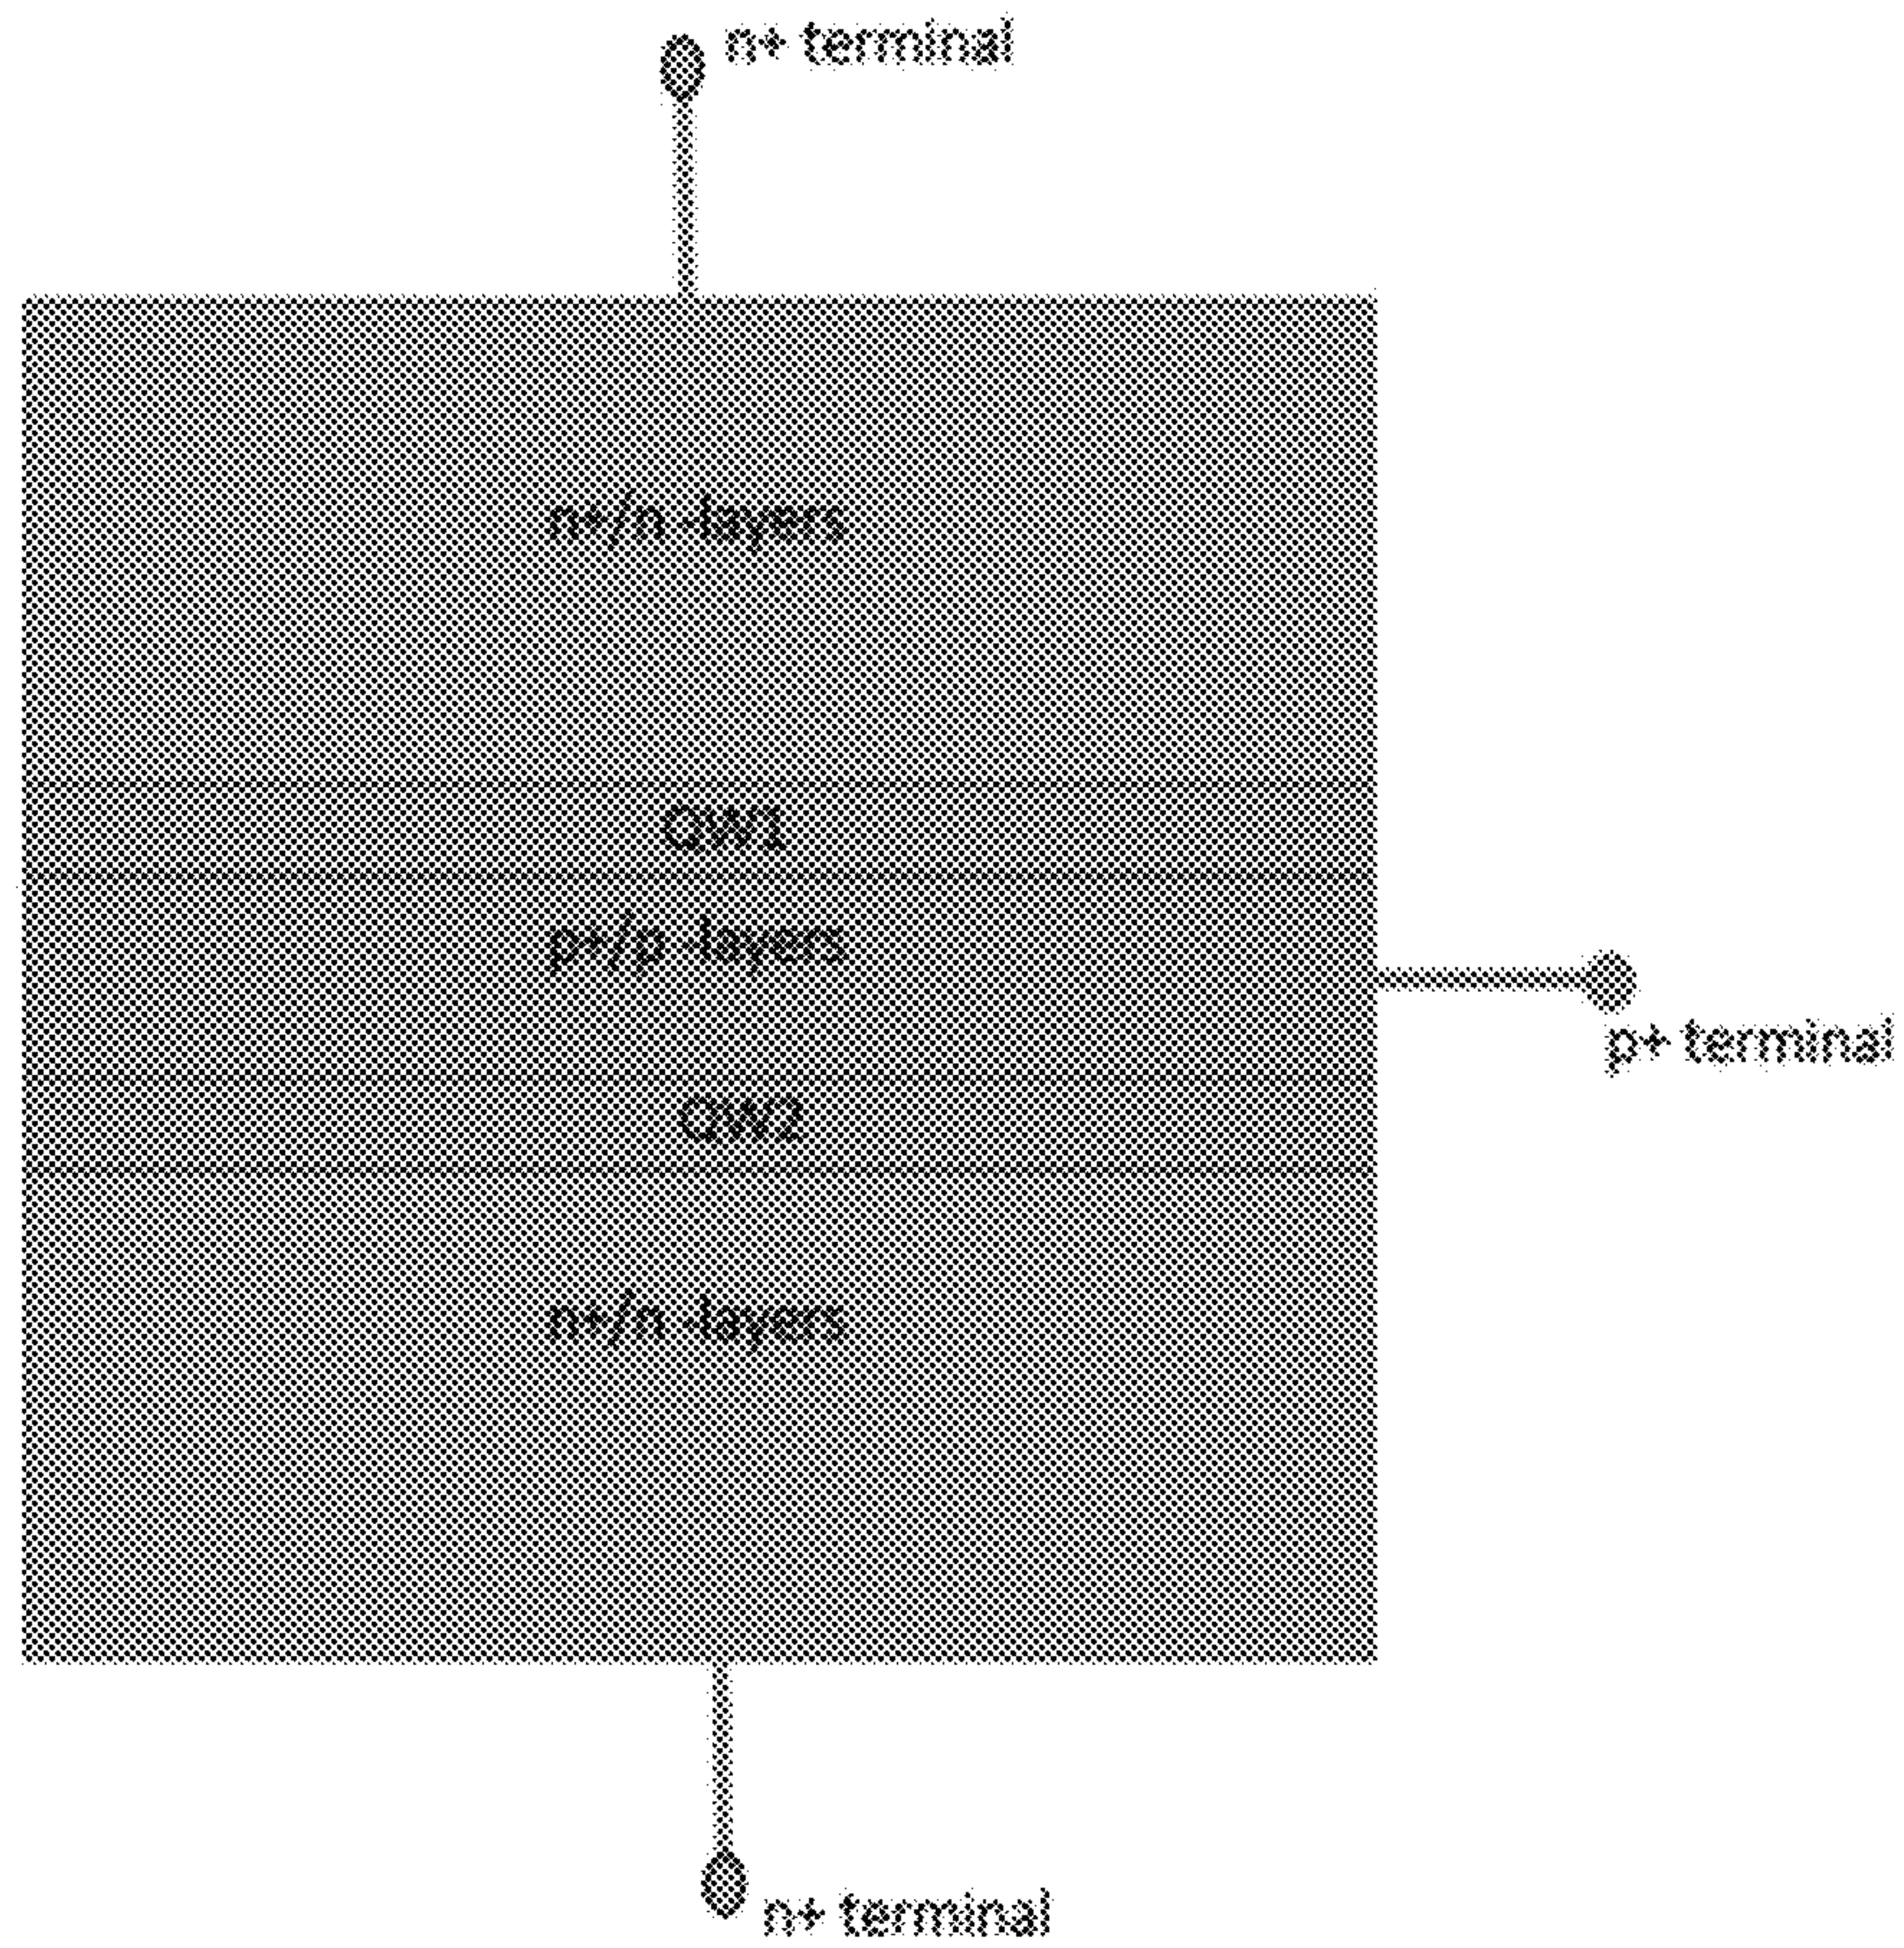 n+ terminal
n+/n -layers
QW1
p+/p -layers
p+ terminal
QW2
n+/n -layers
n+ terminal